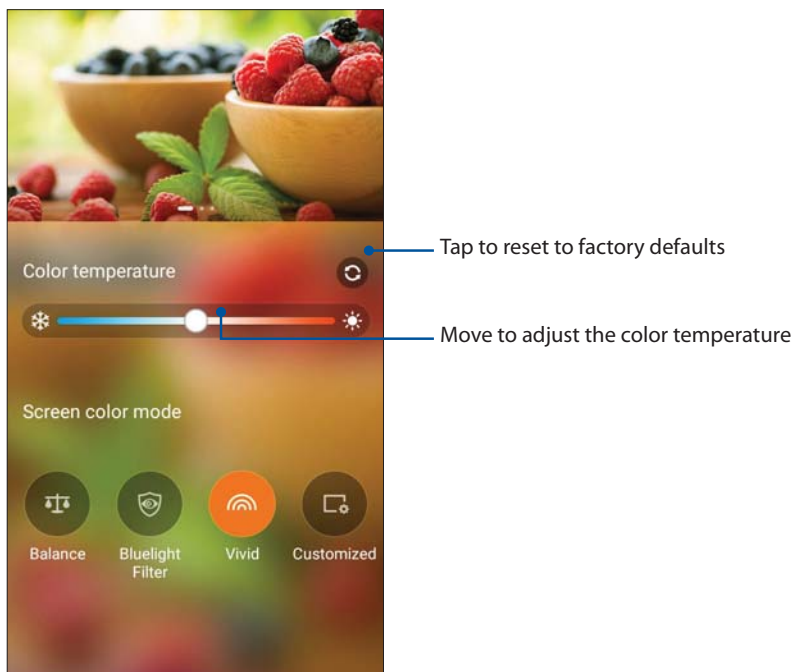 Tap to reset to factory defaults
Color temperature
Move to adjust the color temperature
Screen color mode
Balance
Bluelight
Filter
Vivid
Customized